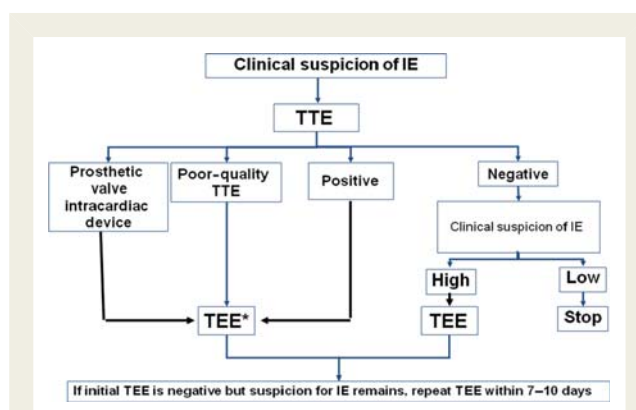 Clinical suspicion of IE
TTE
Prosthetic
valve
intracardiac
device
Poor-quality
TTE
Positive
Negative
Clinical suspicion of IE
High
Low
TEE*
TEE
Stop
If initial TEE is negative but suspicion for IE remains, repeat TEE within 7–10 days